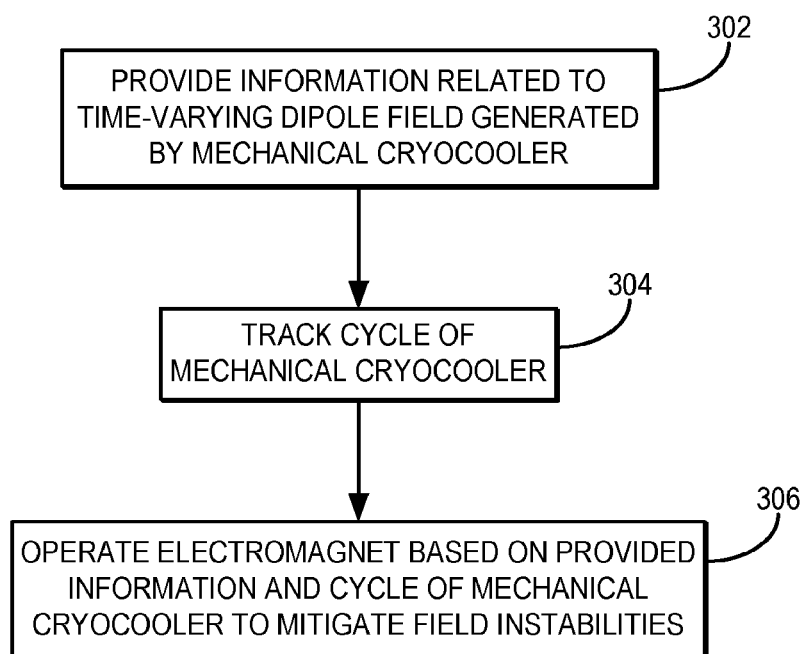 302
PROVIDE INFORMATION RELATED TO
TIME-VARYING DIPOLE FIELD GENERATED
BY MECHANICAL CRYOCOOLER
304
TRACK CYCLE OF
MECHANICAL CRYOCOOLER
306
OPERATE ELECTROMAGNET BASED ON PROVIDED
INFORMATION AND CYCLE OF MECHANICAL
CRYOCOOLER TO MITIGATE FIELD INSTABILITIES